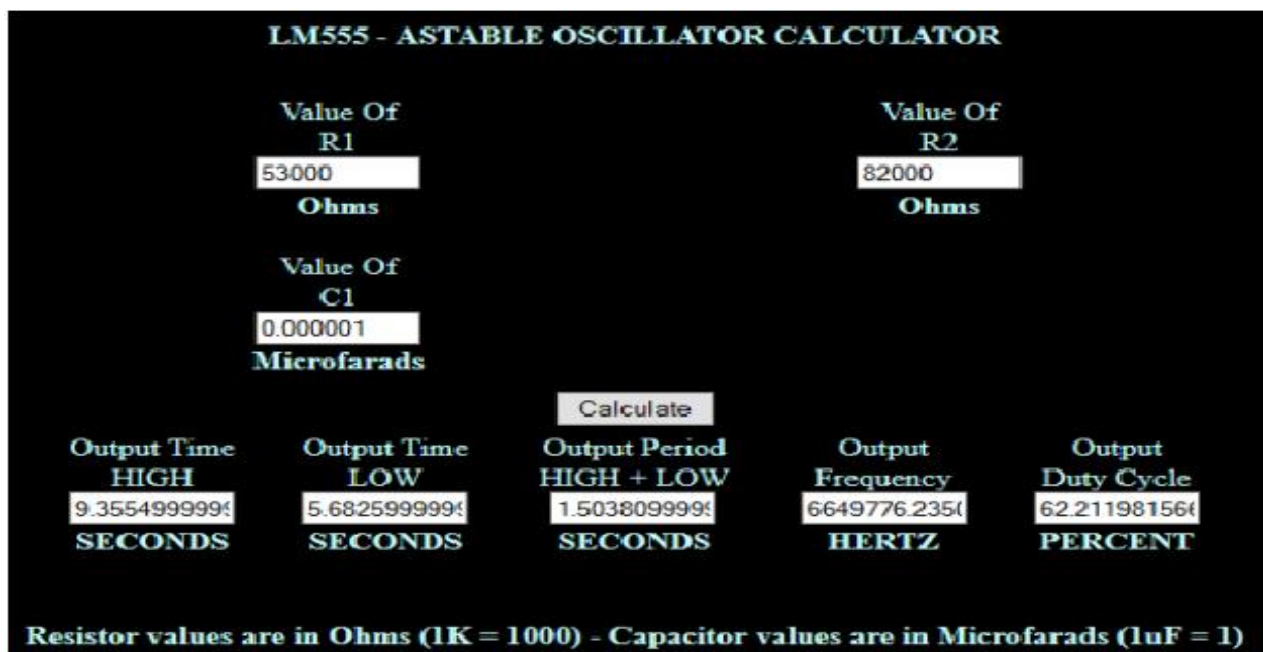 LM555 - ASTABLE OSCILLATOR CALCULATOR
Value Of Value Of
R1 R2
53000 82000
Ohms Ohms
Value Of
C1
0.000001
Microfarads
Calculate
Output Time Output Time Output Period Output Output
HIGH LOW HIGH + LOW Frequency Duty Cycle
9.3554999999 5.6825999999 1.5038099999 6649776.2350 62.211981566
SECONDS SECONDS SECONDS HERTZ PERCENT
Resistor values are in Ohms (1K = 1000) - Capacitor values are in Microfarads (1uF = 1)